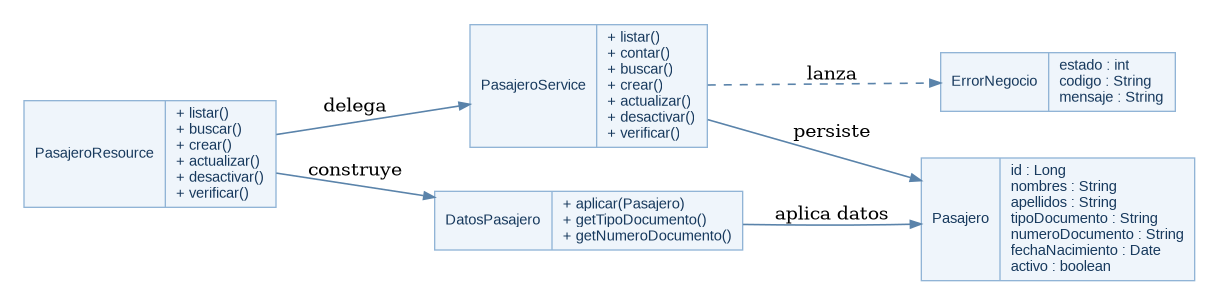 PasajeroResource
+ listar()
+ buscar()
+ crear()
+ actualizar()
+ desactivar()
+ verificar()
delega
construye
PasajeroService
+ listar()
+ contar()
+ buscar()
+ crear()
+ actualizar()
+ desactivar()
+ verificar()
DatosPasajero
+ aplicar(Pasajero)
+ getTipoDocumento()
+ getNumeroDocumento()
lanza
persiste
aplica datos
ErrorNegocio
estado : int
codigo : String
mensaje : String
Pasajero
id : Long
nombres : String
apellidos : String
tipoDocumento : String
numeroDocumento : String
fechaNacimiento : Date
activo : boolean